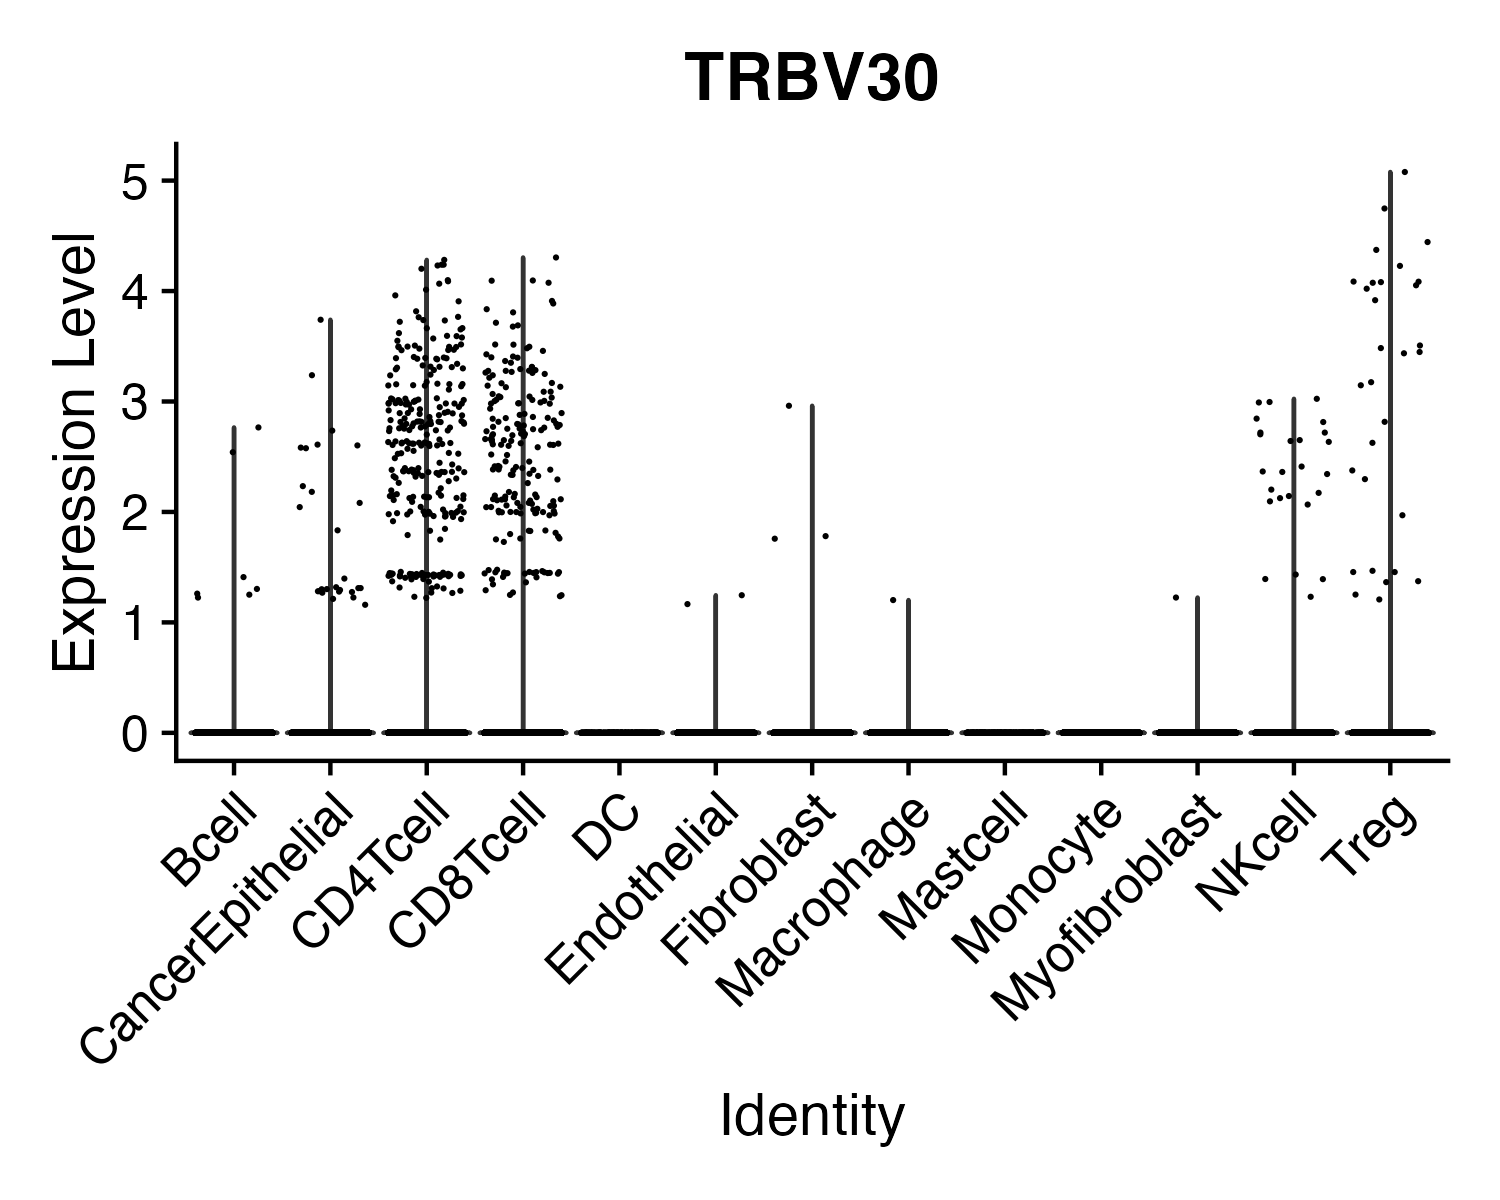 TRBV30
Expression Level
5
4
3
2
1
0
Bcell
CancerEpithelial
CD4Tcell
CD8Tcell
DC
Endothelial
Fibroblast
Macrophage
Mastcell
Monocyte
Myofibroblast
NKcell
Treg
Identity